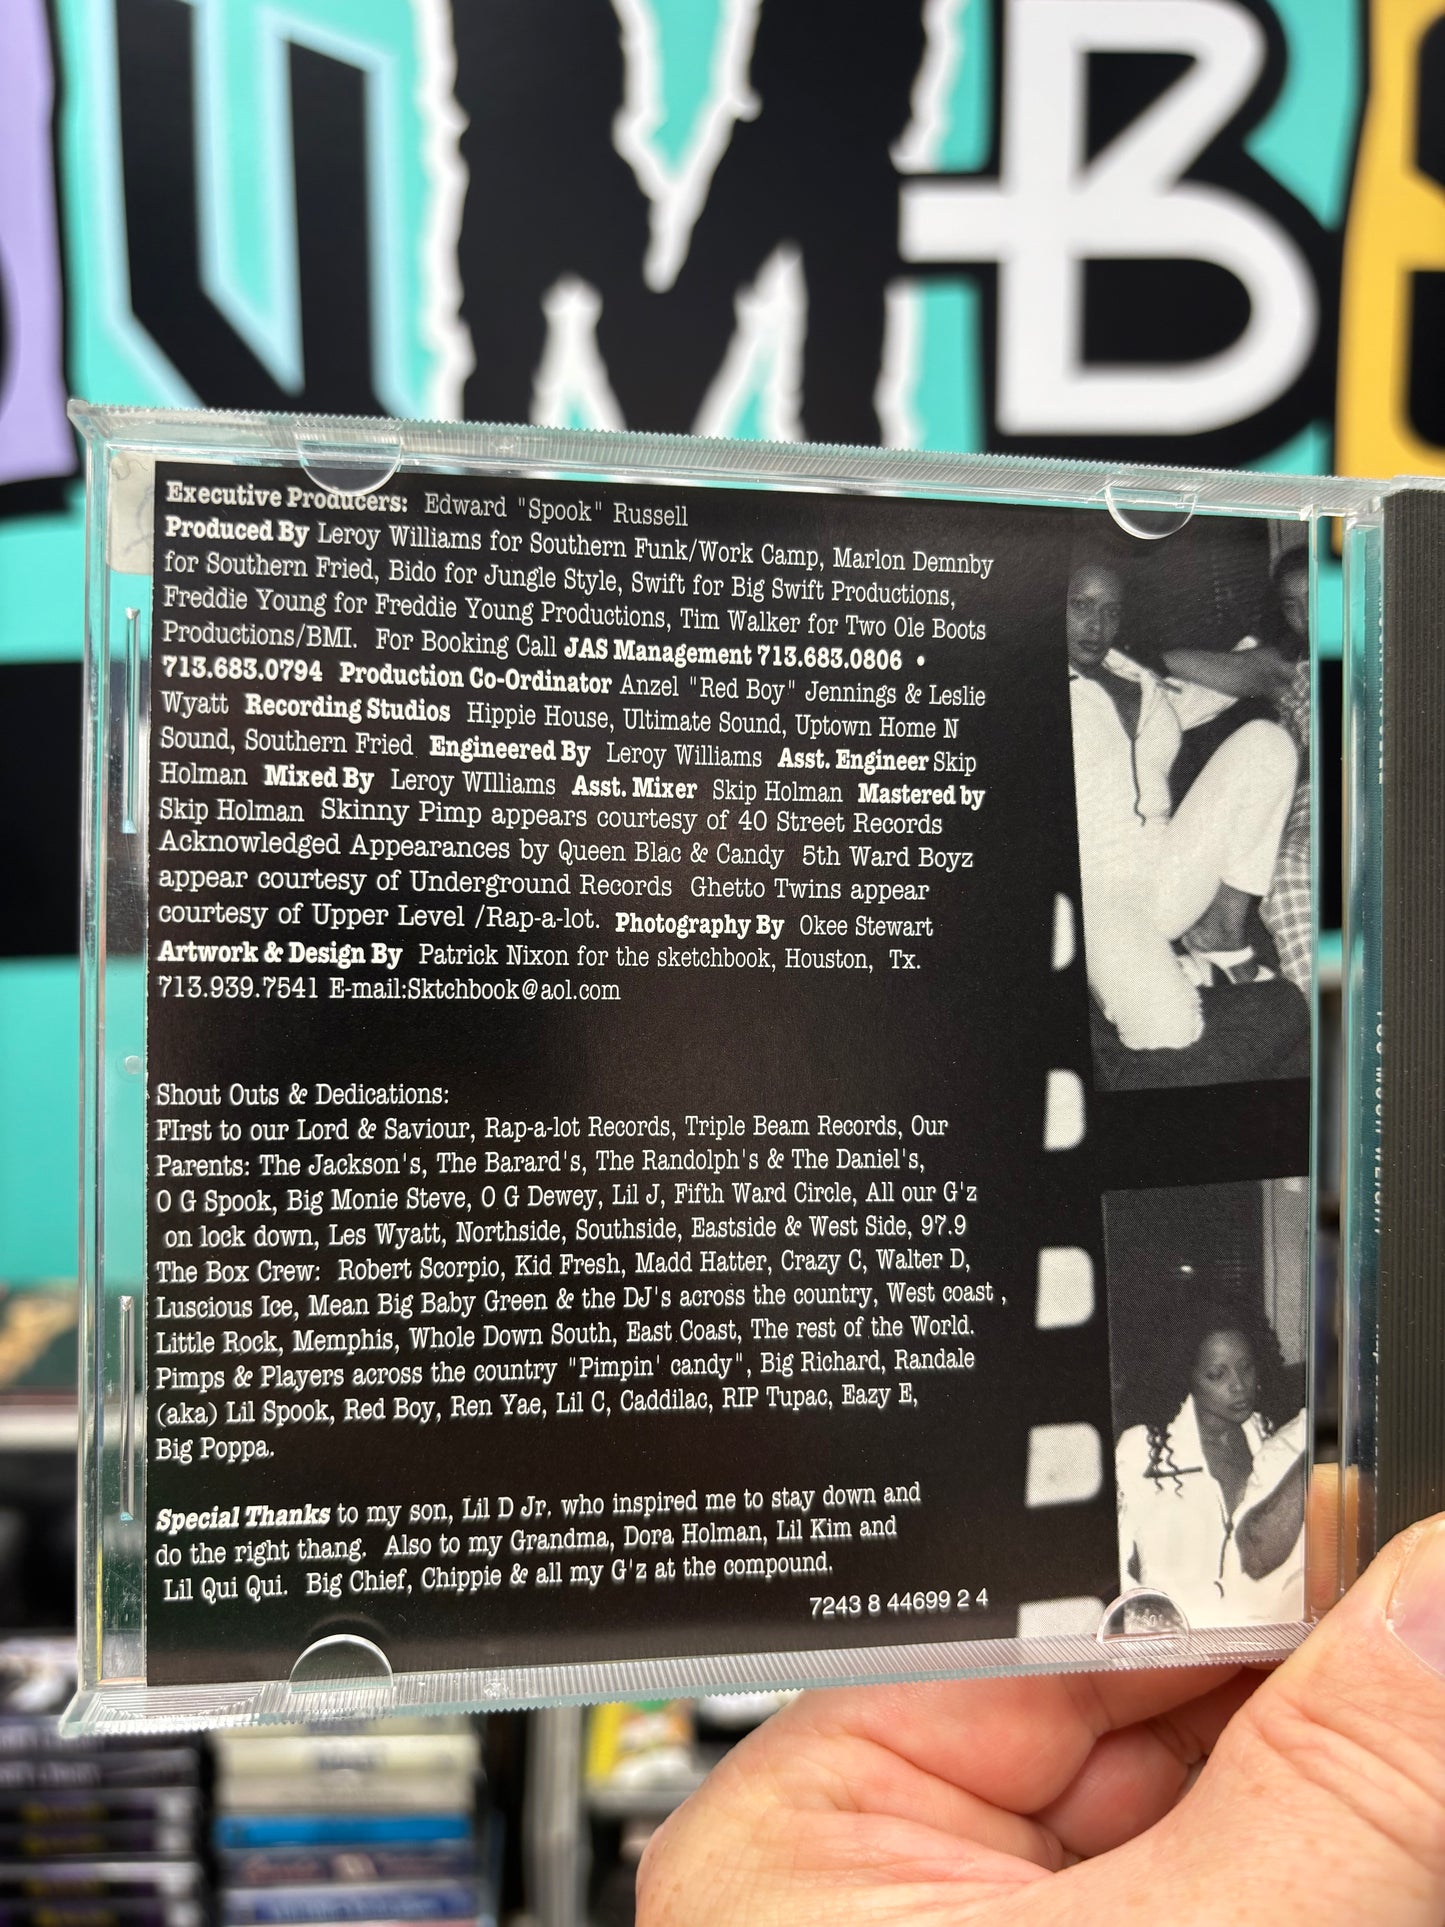 UMB
Executive Producers: Edward "Spook" Russell
Produced By Leroy Williams for Southern Funk/Work Camp, Marlon Demnby
for Southern Fried, Bido for Jungle Style, Swift for Big Swift Productions,
Freddie Young for Freddie Young Productions, Tim Walker for Two Ole Boots
Productions/BMI. For Booking Call JAS Management 713.683.0806 •
713.683.0794 Production Co-Ordinator Anzel "Red Boy" Jennings & Leslie
Wyatt Recording Studios Hippie House, Ultimate Sound, Uptown Home N
Sound, Southern Fried Engineered By Leroy Williams Asst. Engineer Skip
Holman Mixed By Leroy WIlliams Asst. Mixer Skip Holman Mastered by
Skip Holman Skinny Pimp appears courtesy of 40 Street Records
Acknowledged Appearances by Queen Blac & Candy 5th Ward Boyz
appear courtesy of Underground Records Ghetto Twins appear
courtesy of Upper Level /Rap-a-lot. Photography By Okee Stewart
Artwork & Design By Patrick Nixon for the sketchbook, Houston, Tx.
713.939.7541 E-mail:Sktchbook@aol.com
Shout Outs & Dedications:
FIrst to our Lord & Saviour, Rap-a-lot Records, Triple Beam Records, Our
Parents: The Jackson's, The Barard's, The Randolph's & The Daniel's,
O G Spook, Big Monie Steve, O G Dewey, Lil J, Fifth Ward Circle, All our G'z
on lock down, Les Wyatt, Northside, Southside, Eastside & West Side, 97.9
The Box Crew: Robert Scorpio, Kid Fresh, Madd Hatter, Crazy C, Walter D,
Luscious Ice, Mean Big Baby Green & the DJ's across the country, West coast ,
Little Rock, Memphis, Whole Down South, East Coast, The rest of the World.
Pimps & Players across the country "Pimpin' candy", Big Richard, Randale
(aka) Lil Spook, Red Boy, Ren Yae, Lil C, Caddilac, RIP Tupac, Eazy E,
Big Poppa.
Special Thanks to my son, Lil D Jr. who inspired me to stay down and
do the right thang. Also to my Grandma, Dora Holman, Lil Kim and
Lil Qui Qui. Big Chief, Chippie & all my G'z at the compound.
7243 8 44699 2 4